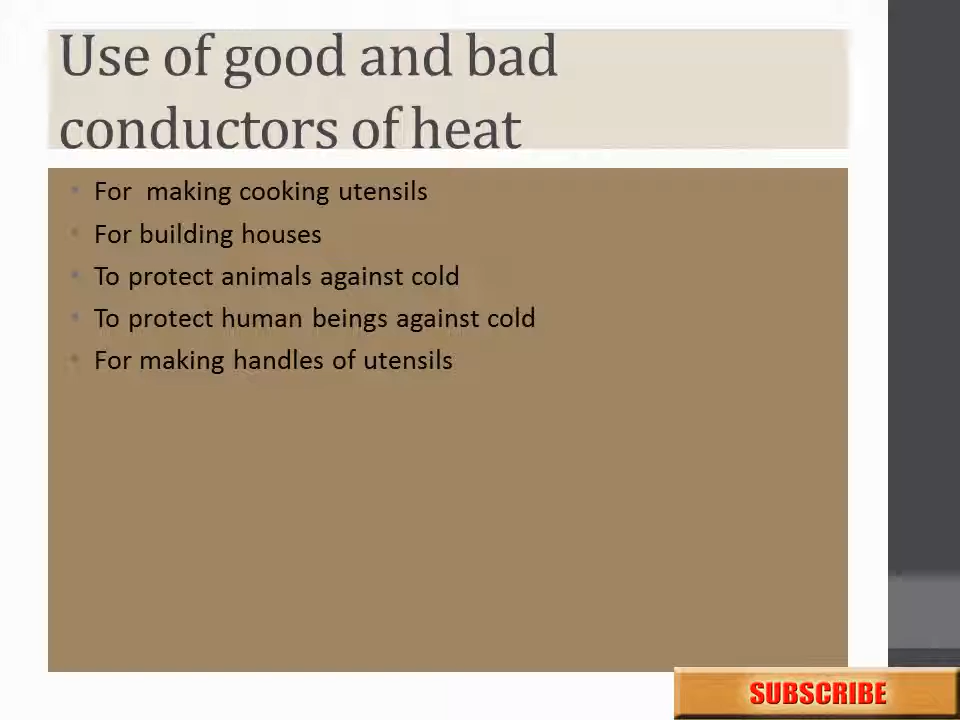 Use of good and bad
conductors of heat
• For  making cooking utensils
• For building houses
• To protect animals against cold
• To protect human beings against cold
• For making handles of utensils
SUBSCRIBE